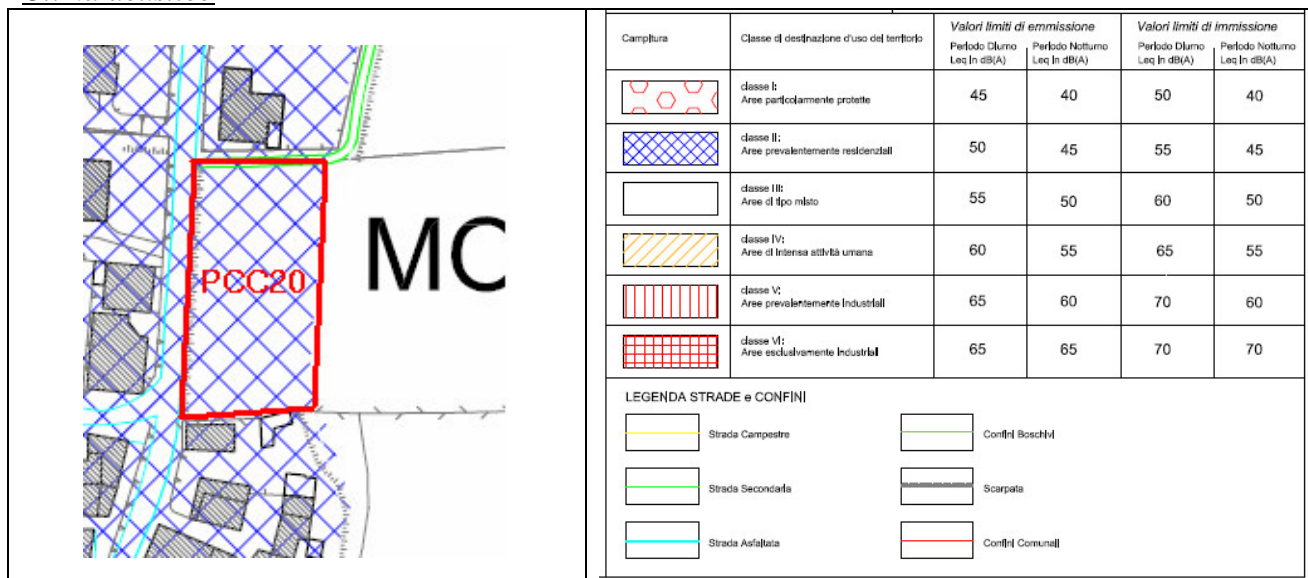 PCC20
MC
Campitura
Classe di destinazione d'uso del territorio
Valori limiti di emmissione
Valori limiti di immissione
Periodo Diurno
Leq in dB(A)
Periodo Notturno
Leq in dB(A)
Periodo Diurno
Leq in dB(A)
Periodo Notturno
Leq in dB(A)
classe I:
Aree particolarmente protette
45 40 50 40
classe II:
Aree prevalentemente residenziali
50 45 55 45
classe III:
Aree di tipo misto
55 50 60 50
classe IV:
Aree di intensa attività umana
60 55 65 55
classe V:
Aree prevalentemente industriali
65 60 70 60
classe VI:
Aree esclusivamente industriali
65 65 70 70
LEGENDA STRADE e CONFINI
Strada Campestre
Confini Boschivi
Strada Secondaria
Scarpata
Strada Asfaltata
Confini Comunali